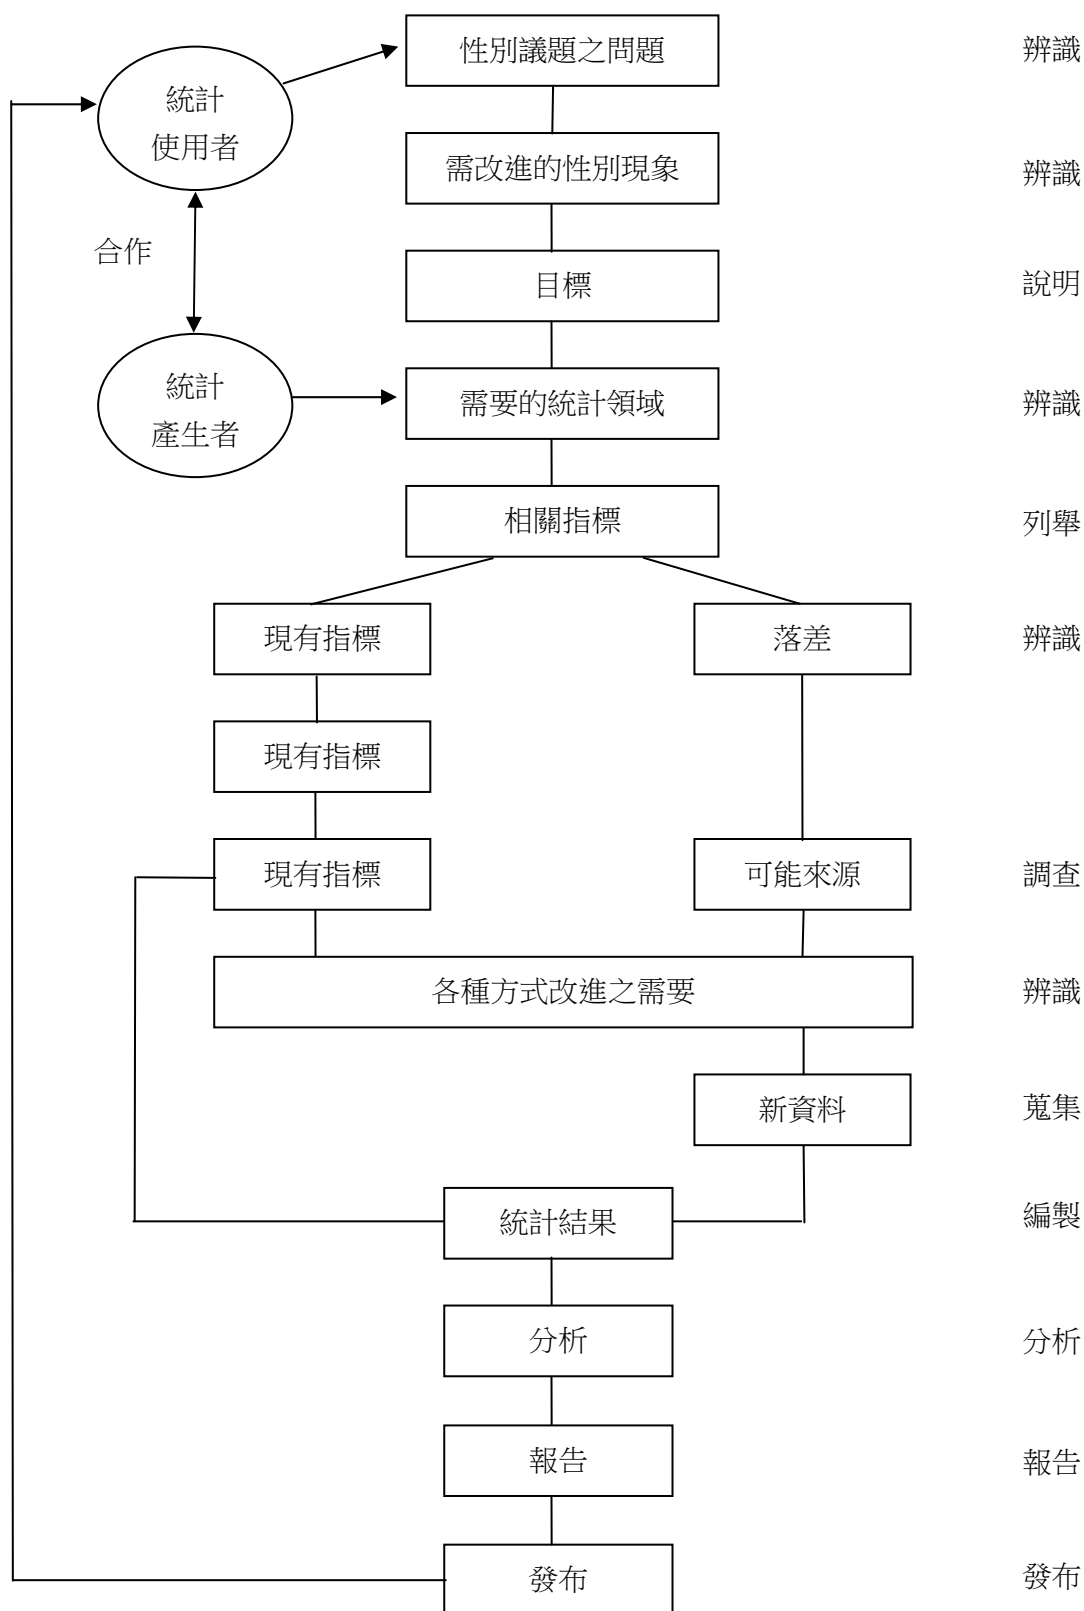 性別議題之問題
辨識
統計
使用者
需改進的性別現象
辨識
合作
目標
說明
統計
產生者
需要的統計領域
辨識
相關指標
列舉
現有指標
落差
辨識
現有指標
現有指標
可能來源
調查
各種方式改進之需要
辨識
新資料
蒐集
統計結果
編製
分析
分析
報告
報告
發布
發布